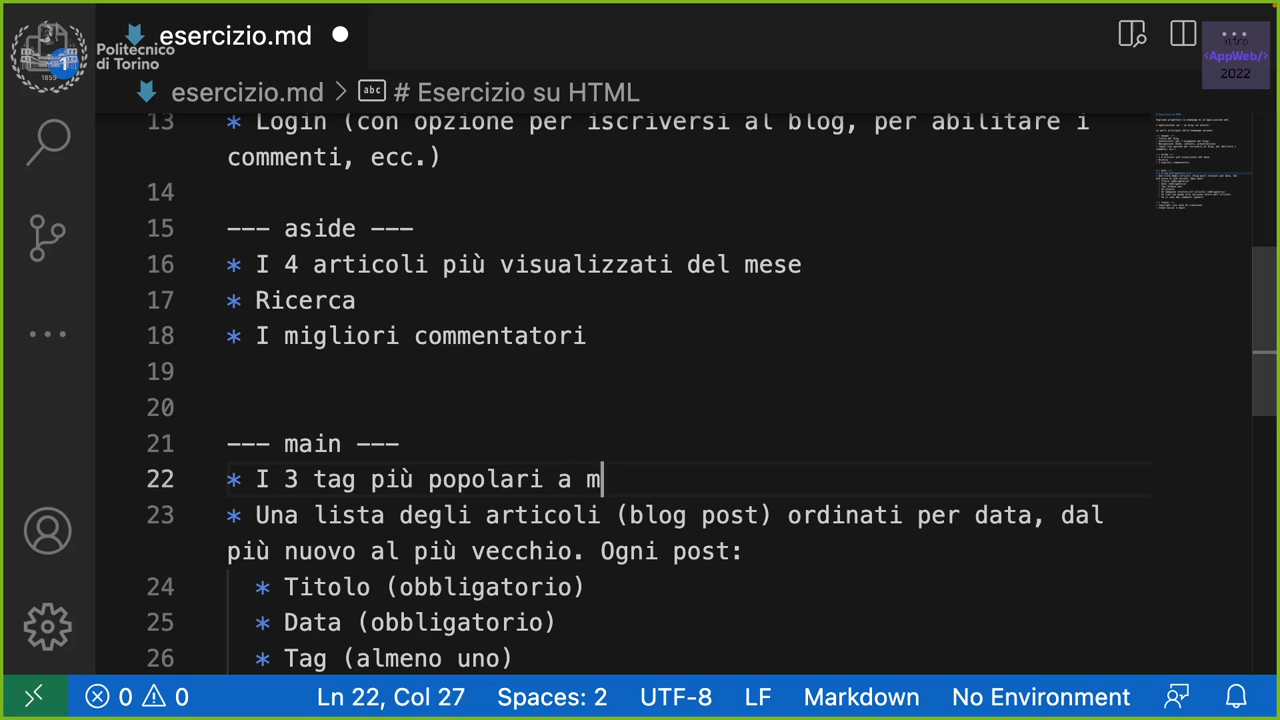 esercizio.md
Politecnico
di Torino
1859
1
<AppWeb/>
2022
esercizio.md > # Esercizio su HTML
13 * Login (con opzione per iscriversi al blog, per abilitare i
commenti, ecc.)
14
15 --- aside ---
16 * I 4 articoli più visualizzati del mese
17 * Ricerca
18 * I migliori commentatori
19
20
21 --- main ---
22 * I 3 tag più popolari a m
23 * Una lista degli articoli (blog post) ordinati per data, dal
più nuovo al più vecchio. Ogni post:
24 * Titolo (obbligatorio)
25 * Data (obbligatorio)
26 * Tag (almeno uno)
0 0 Ln 22, Col 27 Spaces: 2 UTF-8 LF Markdown No Environment